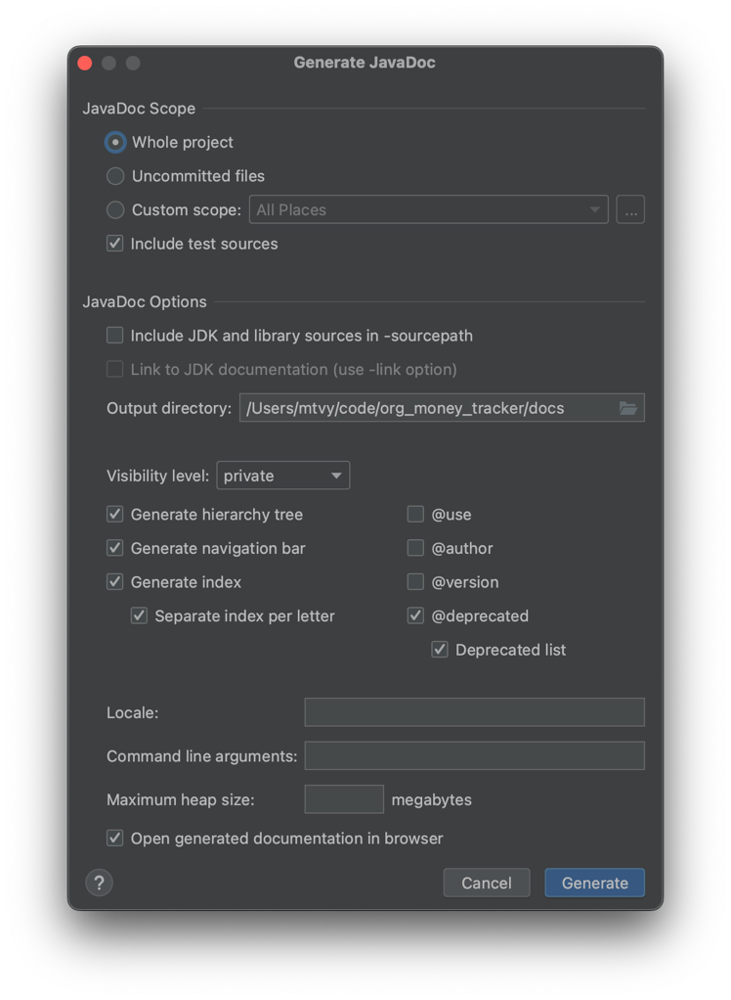 Generate JavaDoc
JavaDoc Scope
Whole project
Uncommitted files
Custom scope: All Places ...
Include test sources
JavaDoc Options
Include JDK and library sources in -sourcepath
Link to JDK documentation (use -link option)
Output directory: /Users/mtvy/code/org_money_tracker/docs
Visibility level: private
Generate hierarchy tree @use
Generate navigation bar @author
Generate index @version
Separate index per letter @deprecated
Deprecated list
Locale:
Command line arguments:
Maximum heap size: megabytes
Open generated documentation in browser
? Cancel Generate